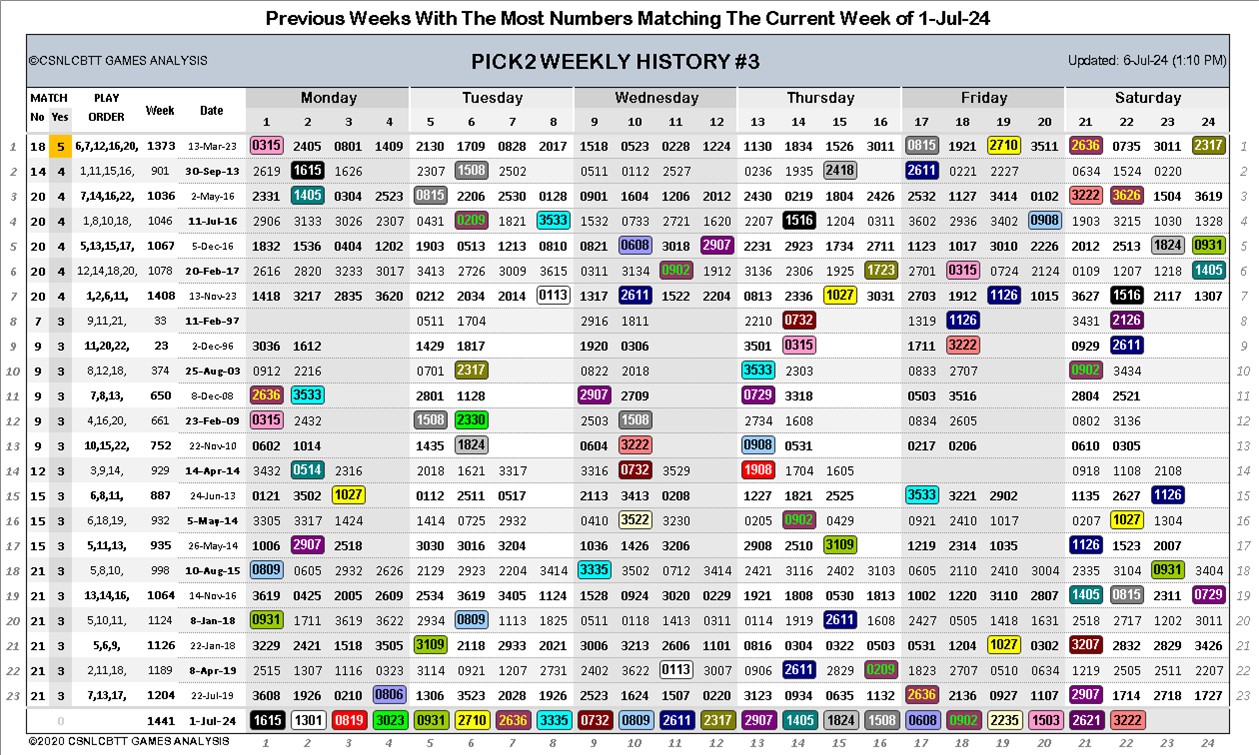 Previous Weeks With The Most Numbers Matching The Current Week of 1-Jul-24
©CSNLCBTT GAMES ANALYSIS PICK2 WEEKLY HISTORY #3 Updated: 6-Jul-24 (1:10 PM)
MATCH PLAY Week Date Monday Tuesday Wednesday Thursday Friday Saturday
No Yes ORDER 1 2 3 4 5 6 7 8 9 10 11 12 13 14 15 16 17 18 19 20 21 22 23 24
1 18 5 6,7,12,16,20, 1373 13-Mar-23 0315 2405 0801 1409 2130 1709 0828 2017 1518 0523 0228 1224 1130 1834 1526 3011 0815 1921 2710 3511 2636 0735 3011 2317 1
2 14 4 1,11,15,16, 901 30-Sep-13 2619 1615 1626 2307 1508 2502 0511 0112 2527 0236 1935 2418 2611 0221 2227 0634 1524 0220 2
3 20 4 7,14,16,22, 1036 2-May-16 2331 1405 0304 2523 0815 2206 2530 0128 0901 1604 1206 2012 2430 0219 1804 2426 2532 1127 3414 0102 3222 3626 1504 3619 3
4 20 4 1,8,10,18, 1046 11-Jul-16 2906 3133 3026 2307 0431 0209 1821 3533 1532 0733 2721 1620 2207 1516 1204 0311 3602 2936 3402 0908 1903 3215 1030 1328 4
5 20 4 5,13,15,17, 1067 5-Dec-16 1832 1536 0404 1202 1903 0513 1213 0810 0821 0608 3018 2907 2231 2923 1734 2711 1123 1017 3010 2226 2012 2513 1824 0931 5
6 20 4 12,14,18,20, 1078 20-Feb-17 2616 2820 3233 3017 3413 2726 3009 3615 0311 3134 0902 1912 3136 2306 1925 1723 2701 0315 0724 2124 0109 1207 1218 1405 6
7 20 4 1,2,6,11, 1408 13-Nov-23 1418 3217 2835 3620 0212 2034 2014 0113 1317 2611 1522 2204 0813 2336 1027 3031 2703 1912 1126 1015 3627 1516 2117 1307 7
8 7 3 9,11,21, 33 11-Feb-97 0511 1704 2916 1811 2210 0732 1319 1126 3431 2126 8
9 9 3 11,20,22, 23 2-Dec-96 3036 1612 1429 1817 1920 0306 3501 0315 1711 3222 0929 2611 9
10 9 3 8,12,18, 374 25-Aug-03 0912 2216 0701 2317 0822 2018 3533 2303 0833 2707 0902 3434 10
11 9 3 7,8,13, 650 8-Dec-08 2636 3533 2801 1128 2907 2709 0729 3318 0503 3516 2804 2521 11
12 9 3 4,16,20, 661 23-Feb-09 0315 2432 1508 2330 2503 1508 2734 1608 0834 2605 0802 3136 12
13 9 3 10,15,22, 752 22-Nov-10 0602 1014 1435 1824 0604 3222 0908 0531 0217 0206 0610 0305 13
14 12 3 3,9,14, 929 14-Apr-14 3432 0514 2316 2018 1621 3317 3316 0732 3529 1908 1704 1605 0918 1108 2108 14
15 15 3 6,8,11, 887 24-Jun-13 0121 3502 1027 0112 2511 0517 2113 3413 0208 1227 1821 2525 3533 3221 2902 1135 2627 1126 15
16 15 3 6,18,19, 932 5-May-14 3305 3317 1424 1414 0725 2932 0410 3522 3230 0205 0902 0429 0921 2410 1017 0207 1027 1304 16
17 15 3 5,11,13, 935 26-May-14 1006 2907 2518 3030 3016 3204 1036 1426 3206 2908 2510 3109 1219 2314 1035 1126 1523 2007 17
18 21 3 5,8,10, 998 10-Aug-15 0809 0605 2932 2626 2129 2723 2204 3414 3335 3502 0712 3414 2421 3116 2402 3103 0605 2110 2410 3004 2335 3104 0931 3404 18
19 21 3 13,14,16, 1064 14-Nov-16 3619 0425 2005 2609 2534 3619 3405 1124 1528 0924 3020 0229 1921 1808 0530 1813 1002 1220 3110 2807 1405 0815 2311 0729 19
20 21 3 5,10,11, 1124 8-Jan-18 0931 1711 3619 3622 2934 0809 1113 1825 0511 0118 1413 0311 0114 1919 2611 1608 2427 0505 1418 1631 2518 2717 1202 3011 20
21 21 3 5,6,9, 1126 22-Jan-18 3229 2421 1518 3505 3109 2118 2933 2021 3006 3213 2606 1101 0816 0304 0322 0503 0531 1204 1027 0302 3207 2832 2829 3426 21
22 21 3 2,11,18, 1189 8-Apr-19 2515 1307 1116 0323 3114 0921 1207 2731 2402 3622 0113 3007 0906 2611 2829 0209 1823 2707 0510 0634 1219 2505 2511 2207 22
23 21 3 7,13,17, 1204 22-Jul-19 3608 1926 0210 0806 1306 3523 2028 1926 2523 1624 1507 0220 3123 0934 0635 1132 2636 2136 0927 1107 2907 1714 2718 1727 23
0 1441 1-Jul-24 1615 1301 0819 3023 0931 2710 2636 3335 0732 0809 2611 2317 2907 1405 1824 1508 0608 0902 2235 1503 2621 3222
©2020 CSNLCBTT GAMES ANALYSIS 1 2 3 4 5 6 7 8 9 10 11 12 13 14 15 16 17 18 19 20 21 22 23 24